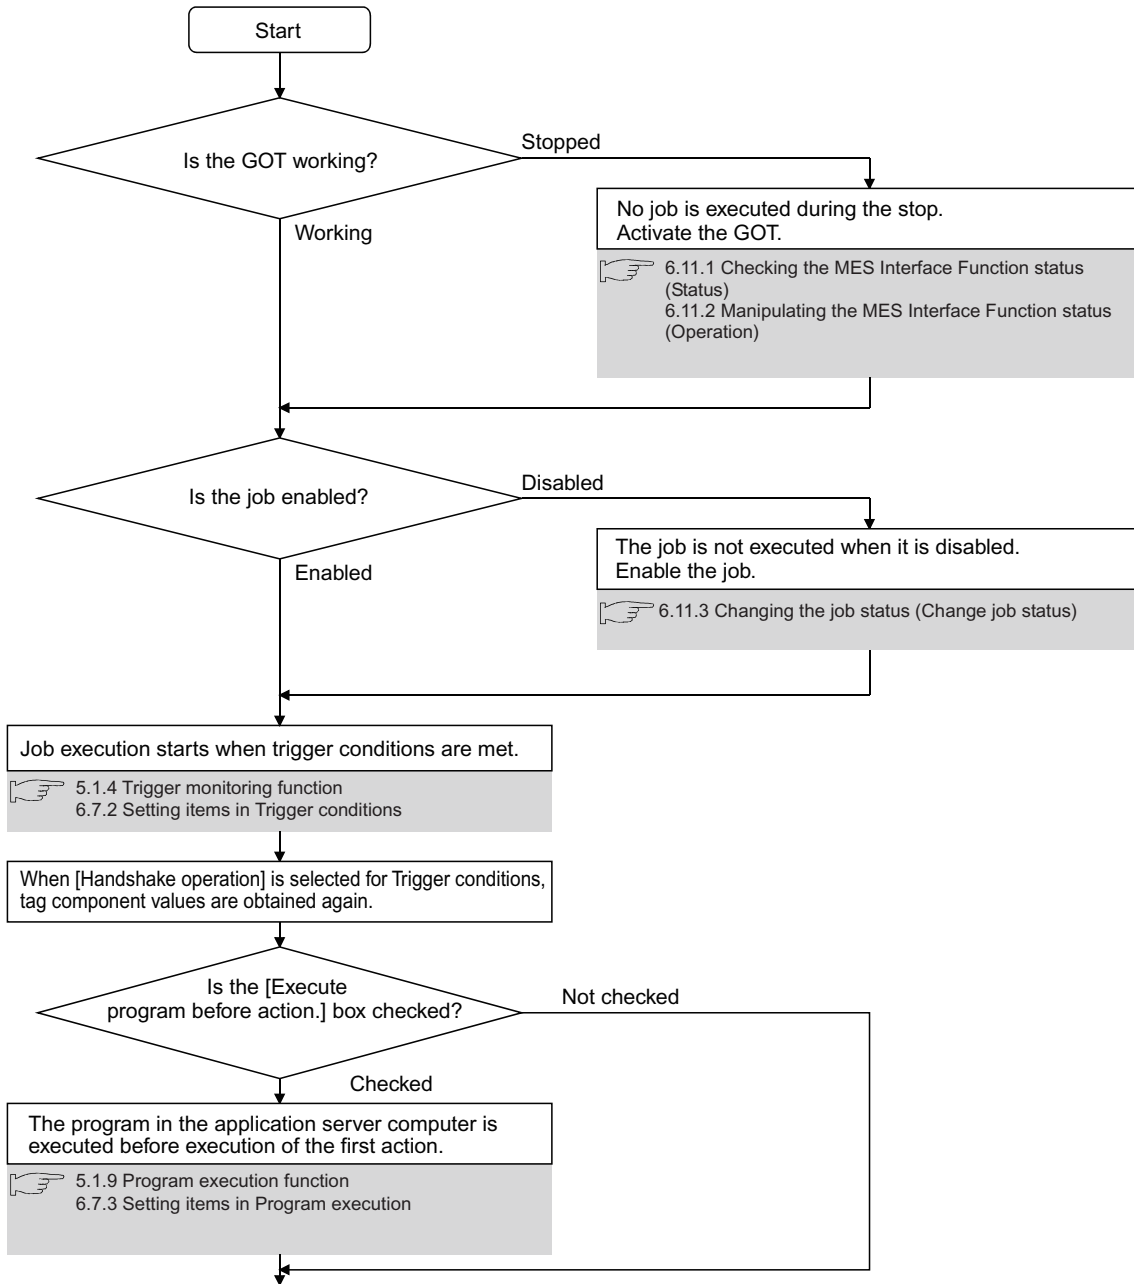 Start
Is the GOT working?
Stopped
Working
No job is executed during the stop.
Activate the GOT.
6.11.1 Checking the MES Interface Function status
(Status)
6.11.2 Manipulating the MES Interface Function status
(Operation)
Is the job enabled?
Disabled
Enabled
The job is not executed when it is disabled.
Enable the job.
6.11.3 Changing the job status (Change job status)
Job execution starts when trigger conditions are met.
5.1.4 Trigger monitoring function
6.7.2 Setting items in Trigger conditions
When [Handshake operation] is selected for Trigger conditions,
tag component values are obtained again.
Is the [Execute
program before action.] box checked?
Not checked
Checked
The program in the application server computer is
executed before execution of the first action.
5.1.9 Program execution function
6.7.3 Setting items in Program execution